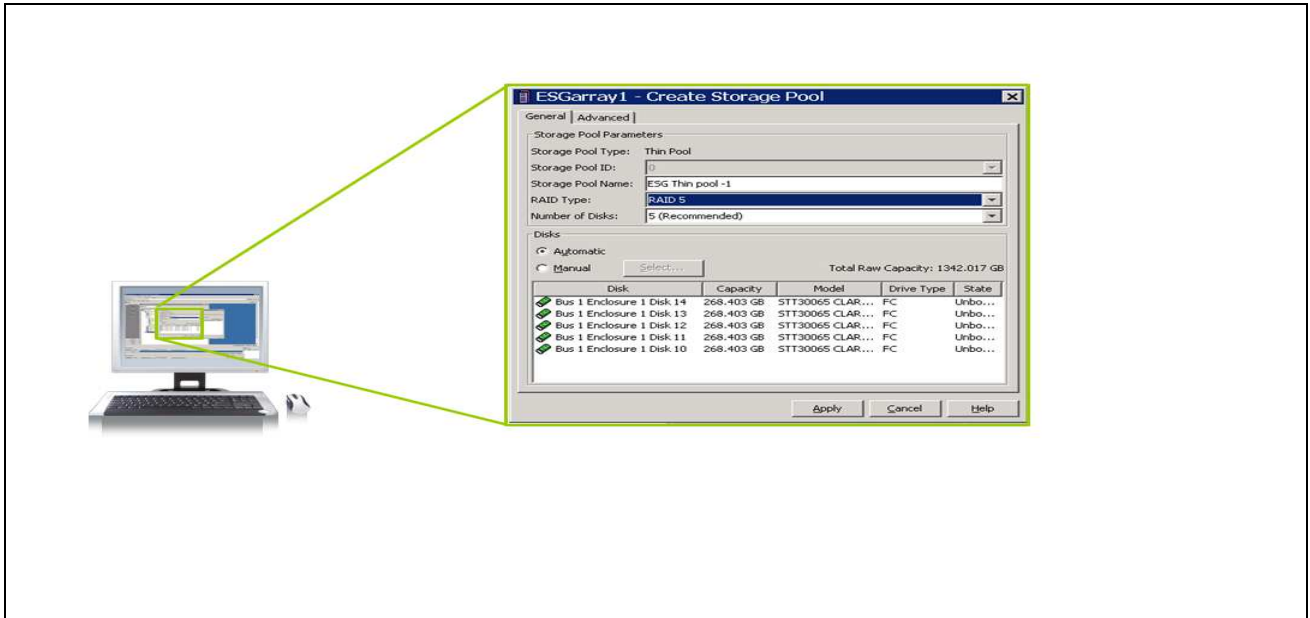 ESGarray1 - Create Storage Pool
General Advanced
Storage Pool Parameters
Storage Pool Type: Thin Pool
Storage Pool ID: 0
Storage Pool Name: ESG Thin pool -1
RAID Type: RAID 5
Number of Disks: 5 (Recommended)
Disks
Automatic
Manual Select... Total Raw Capacity: 1342.017 GB
Disk Capacity Model Drive Type State
Bus 1 Enclosure 1 Disk 14 268.403 GB STT30065 CLAR... FC Unbo...
Bus 1 Enclosure 1 Disk 13 268.403 GB STT30065 CLAR... FC Unbo...
Bus 1 Enclosure 1 Disk 12 268.403 GB STT30065 CLAR... FC Unbo...
Bus 1 Enclosure 1 Disk 11 268.403 GB STT30065 CLAR... FC Unbo...
Bus 1 Enclosure 1 Disk 10 268.403 GB STT30065 CLAR... FC Unbo...
Apply Cancel Help